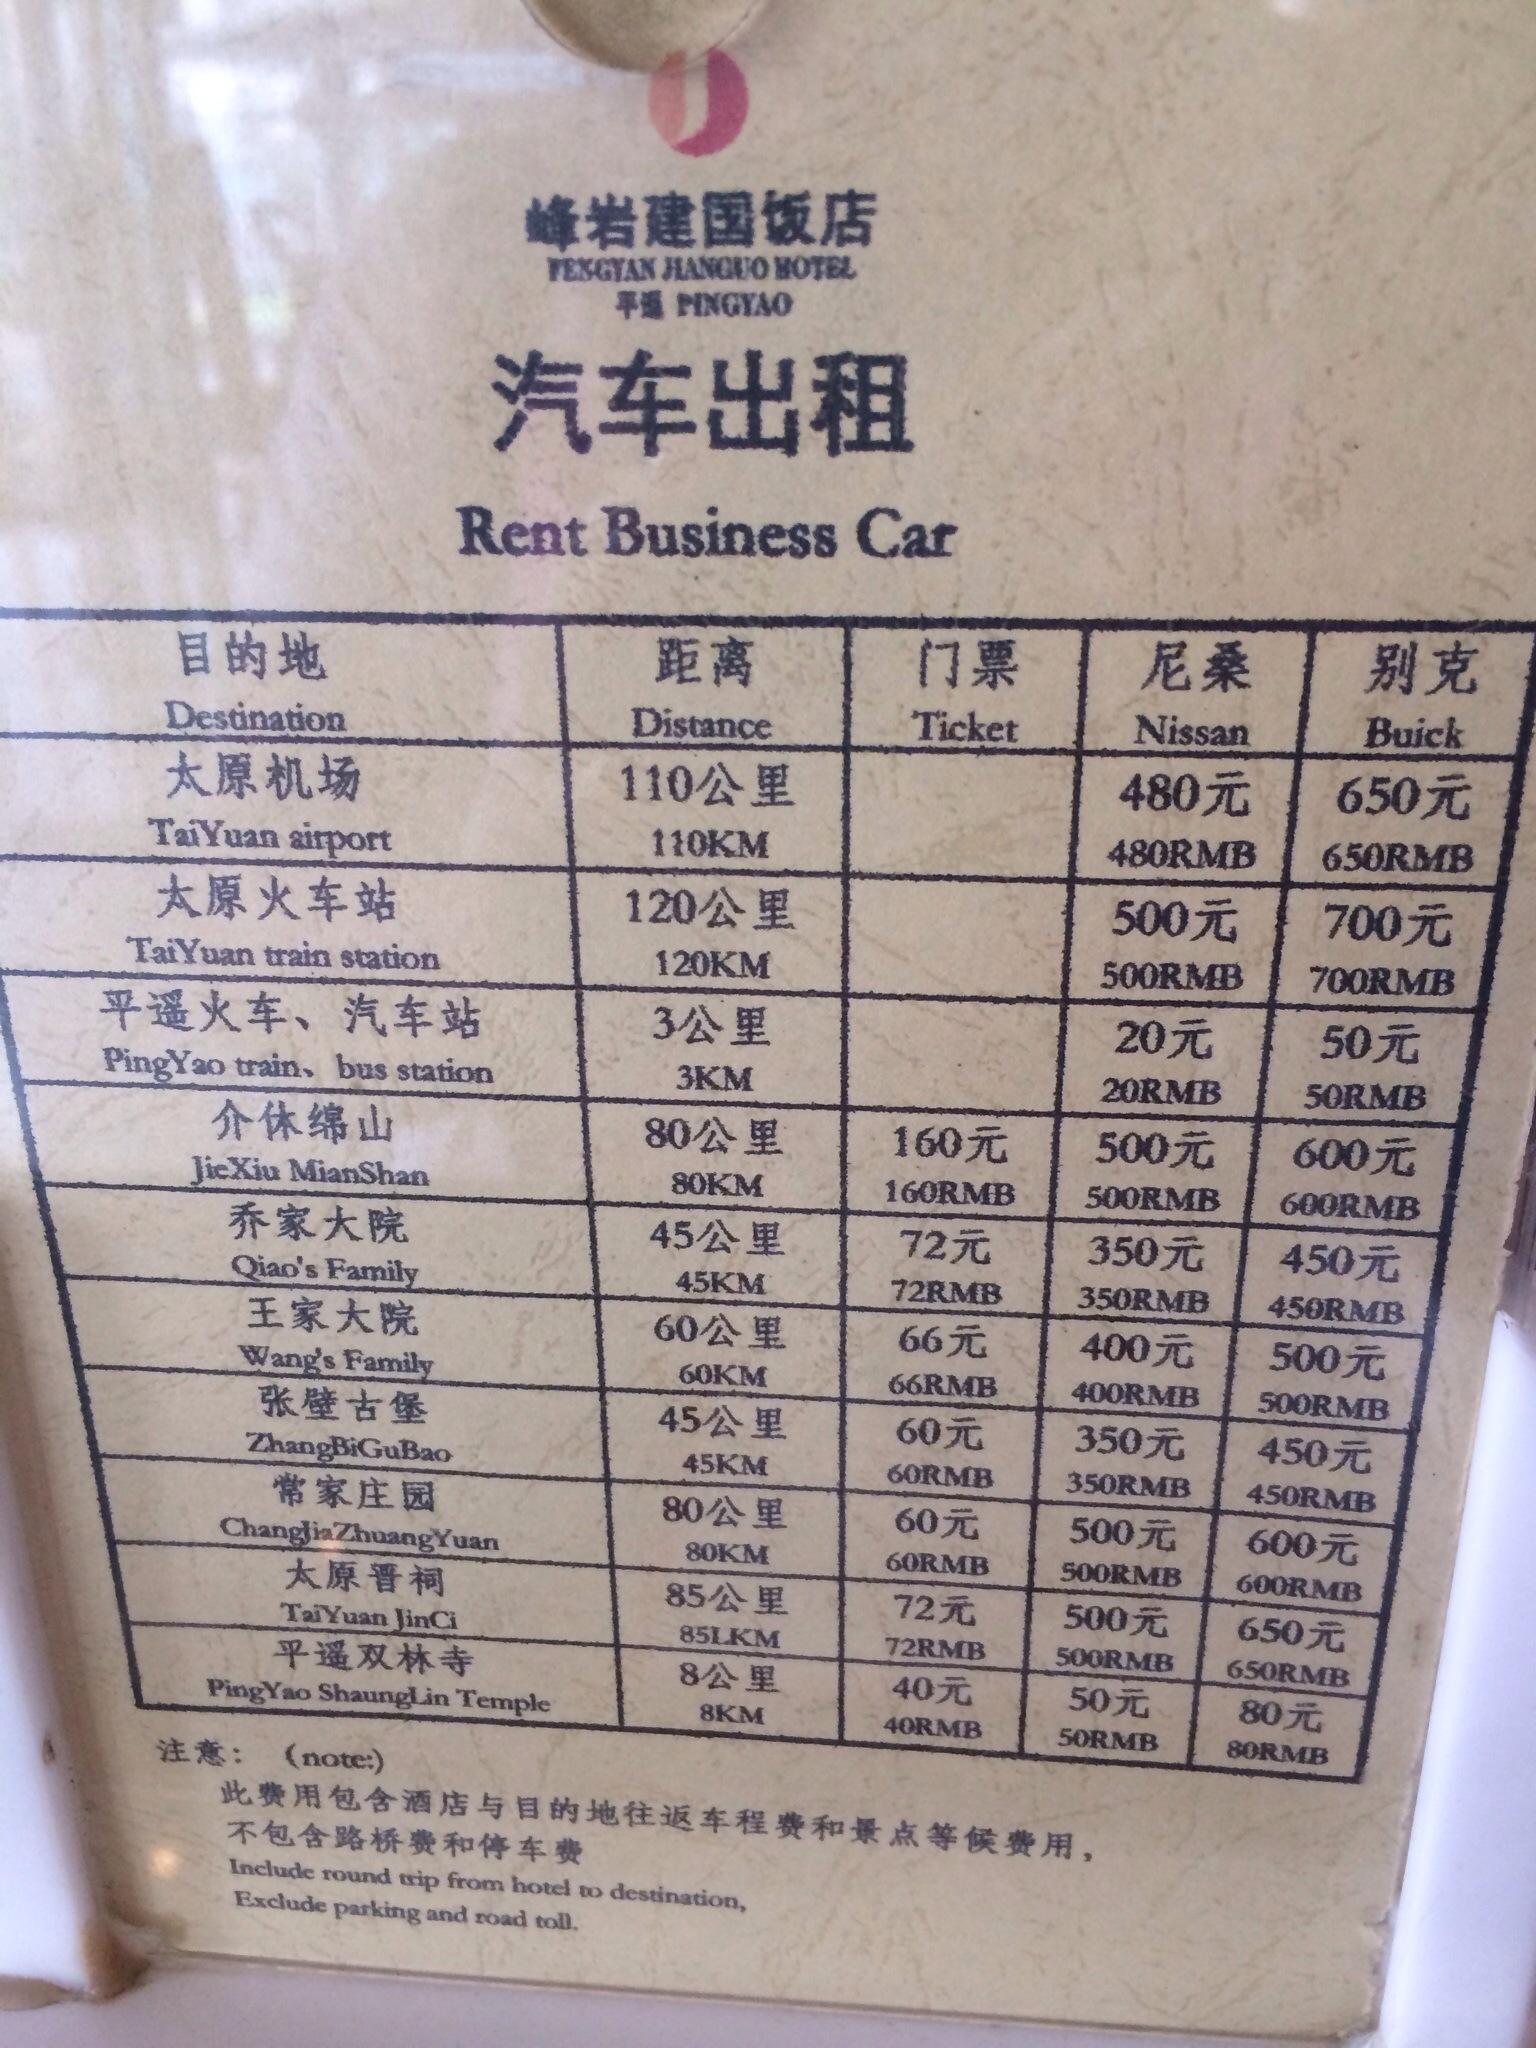 峰岩建国饭店
FENGYAN JIANGUO HOTEL
平遥 PINGYAO
汽车出租
Rent Business Car
目的地 距离 门票 尼桑 别克
Destination Distance Ticket Nissan Buick
太原机场 110公里 480元 650元
TaiYuan airport 110KM 480RMB 650RMB
太原火车站 120公里 500元 700元
TaiYuan train station 120KM 500RMB 700RMB
平遥火车、汽车站 3公里 20元 50元
PingYao train、bus station 3KM 20RMB 50RMB
介休绵山 80公里 160元 500元 600元
JieXiu MianShan 80KM 160RMB 500RMB 600RMB
乔家大院 45公里 72元 350元 450元
Qiao's Family 45KM 72RMB 350RMB 450RMB
王家大院 60公里 66元 400元 500元
Wang's Family 60KM 66RMB 400RMB 500RMB
张壁古堡 45公里 60元 350元 450元
ZhangBiGuBao 45KM 60RMB 350RMB 450RMB
常家庄园 80公里 60元 500元 600元
ChangJiaZhuangYuan 80KM 60RMB 500RMB 600RMB
太原晋祠 85公里 72元 500元 650元
TaiYuan JinCi 85LKM 72RMB 500RMB 650RMB
平遥双林寺 8公里 40元 50元 80元
PingYao ShaungLin Temple 8KM 40RMB 50RMB 80RMB
注意： （note:）
此费用包含酒店与目的地往返车程费和景点等候费用，
不包含路桥费和停车费
Include round trip from hotel to destination,
Exclude parking and road toll.